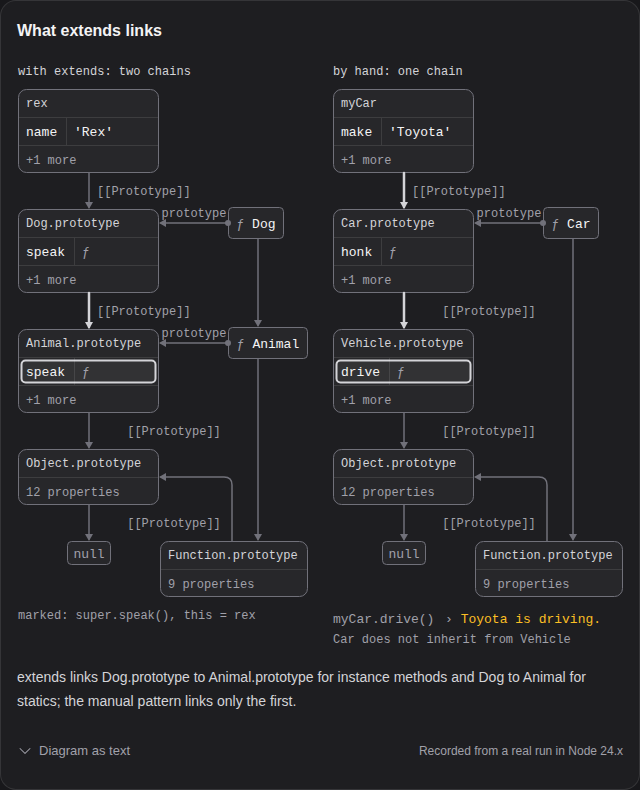 What extends links
with extends: two chains
rex
name 'Rex'
+1 more
[[Prototype]]
Dog.prototype
prototype
ƒ Dog
speak ƒ
+1 more
[[Prototype]]
Animal.prototype
prototype
ƒ Animal
speak ƒ
+1 more
[[Prototype]]
Object.prototype
12 properties
[[Prototype]]
null
Function.prototype
9 properties
marked: super.speak(), this = rex
by hand: one chain
myCar
make 'Toyota'
+1 more
[[Prototype]]
Car.prototype
prototype
ƒ Car
honk ƒ
+1 more
[[Prototype]]
Vehicle.prototype
drive ƒ
+1 more
[[Prototype]]
Object.prototype
12 properties
[[Prototype]]
null
Function.prototype
9 properties
myCar.drive() › Toyota is driving.
Car does not inherit from Vehicle
extends links Dog.prototype to Animal.prototype for instance methods and Dog to Animal for
statics; the manual pattern links only the first.
Diagram as text
Recorded from a real run in Node 24.x